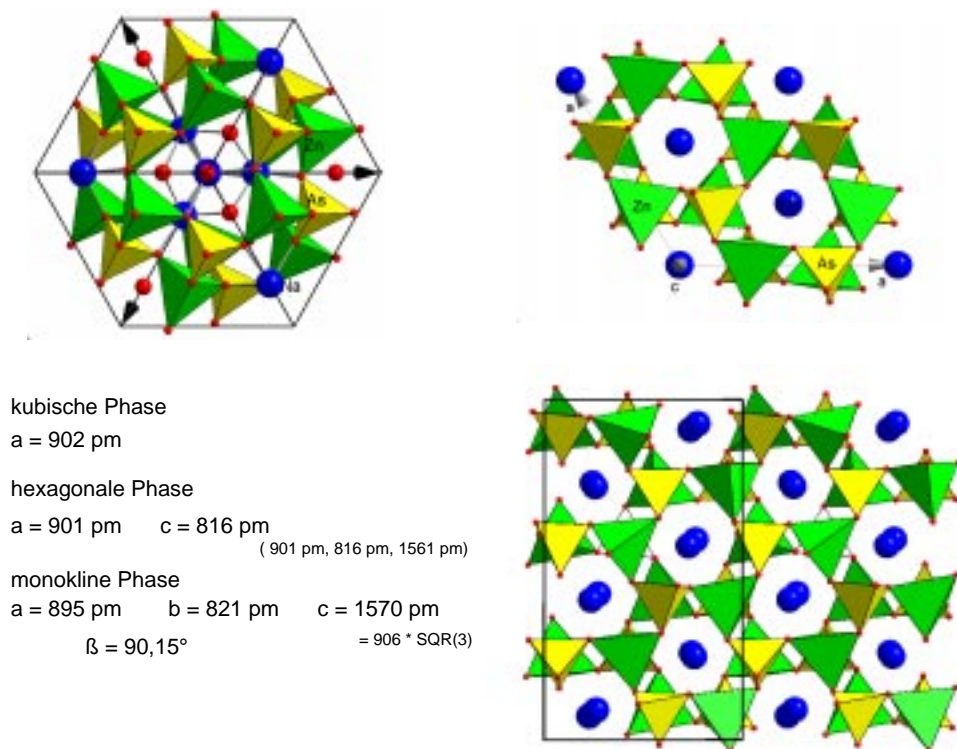 Zn
As
Na
a
Zn
As
c
a
kubische Phase
a = 902 pm
hexagonale Phase
a = 901 pm c = 816 pm
( 901 pm, 816 pm, 1561 pm)
monokline Phase
a = 895 pm b = 821 pm c = 1570 pm
ß = 90,15° = 906 * SQR(3)